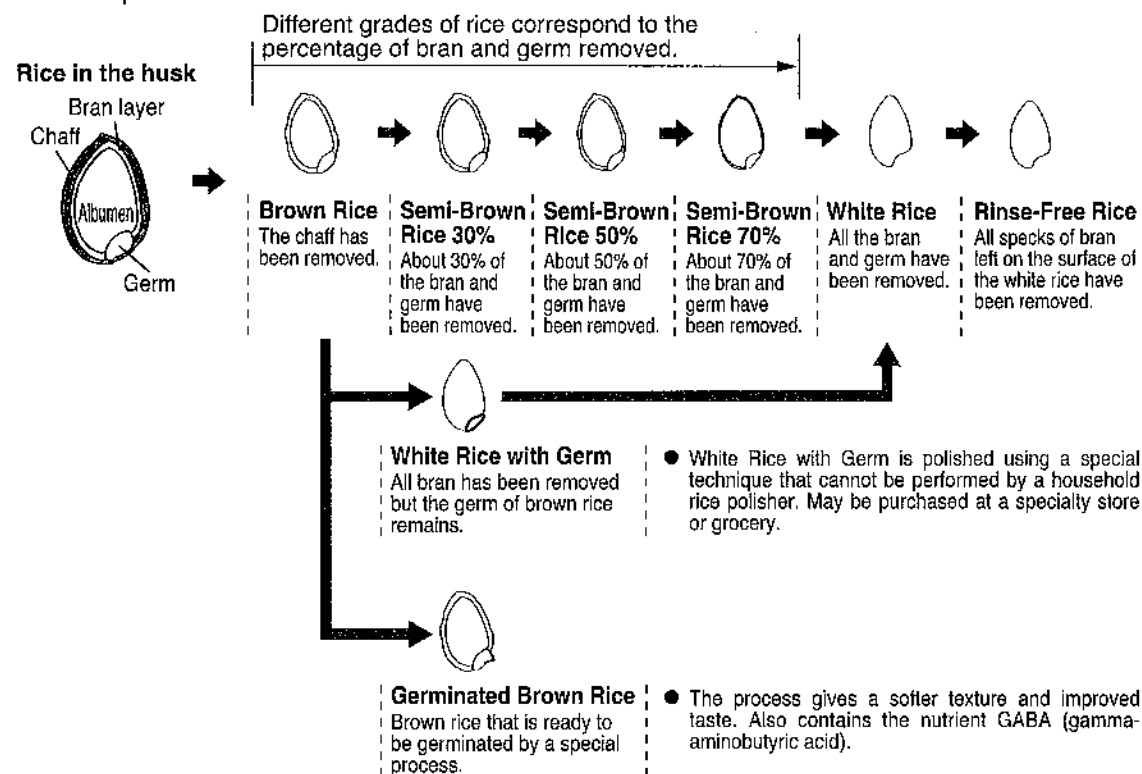 Different grades of rice correspond to the
percentage of bran and germ removed.
Rice in the husk
Bran layer
Chaff
Albumen
Germ
Brown Rice
The chaff has
been removed.
Semi-Brown
Rice 30%
About 30% of
the bran and
germ have
been removed.
Semi-Brown
Rice 50%
About 50% of
the bran and
germ have
been removed.
Semi-Brown
Rice 70%
About 70% of
the bran and
germ have
been removed.
White Rice
All the bran
and germ have
been removed.
Rinse-Free Rice
All specks of bran
left on the surface of
the white rice have
been removed.
White Rice with Germ
All bran has been removed
but the germ of brown rice
remains.
● White Rice with Germ is polished using a special
technique that cannot be performed by a household
rice polisher. May be purchased at a specialty store
or grocery.
Germinated Brown Rice
Brown rice that is ready to
be germinated by a special
process.
● The process gives a softer texture and improved
taste. Also contains the nutrient GABA (gamma-
aminobutyric acid).